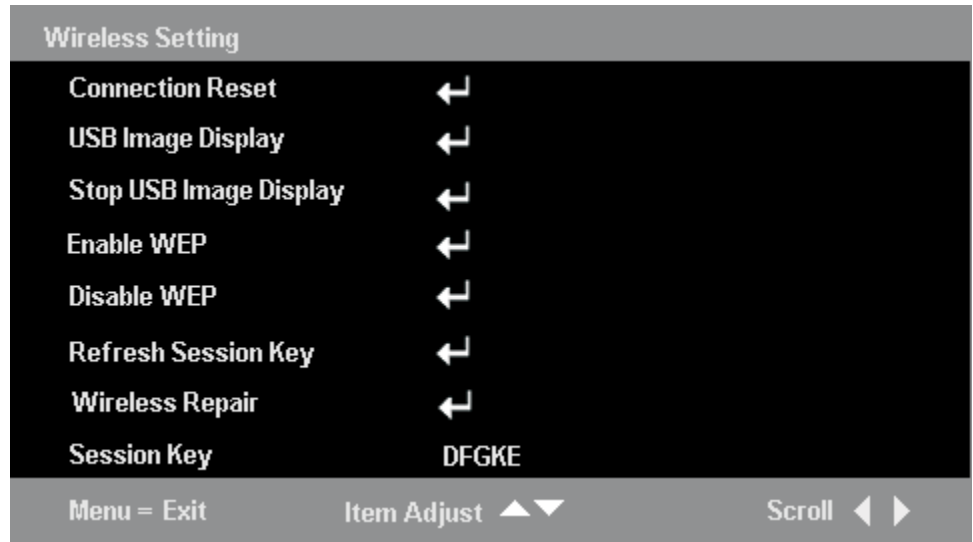 Wireless Setting
Connection Reset
USB Image Display
Stop USB Image Display
Enable WEP
Disable WEP
Refresh Session Key
Wireless Repair
Session Key DFGKE
Menu = Exit Item Adjust Scroll